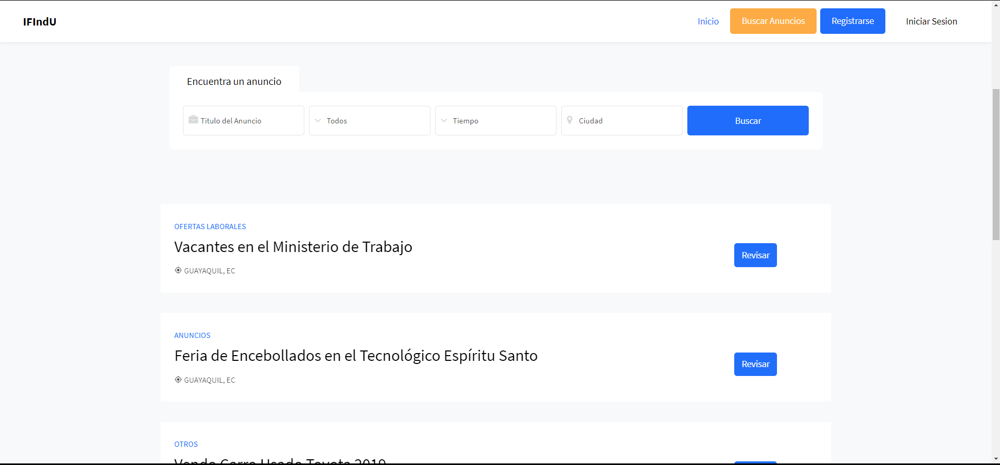 IFIndU
Inicio
Buscar Anuncios
Registrarse
Iniciar Sesion
Encuentra un anuncio
Titulo del Anuncio
Todos
Tiempo
Ciudad
Buscar
OFERTAS LABORALES
Vacantes en el Ministerio de Trabajo
GUAYAQUIL, EC
Revisar
ANUNCIOS
Feria de Encebollados en el Tecnológico Espíritu Santo
GUAYAQUIL, EC
Revisar
OTROS
Vendo Carro Usado Toyota 2019